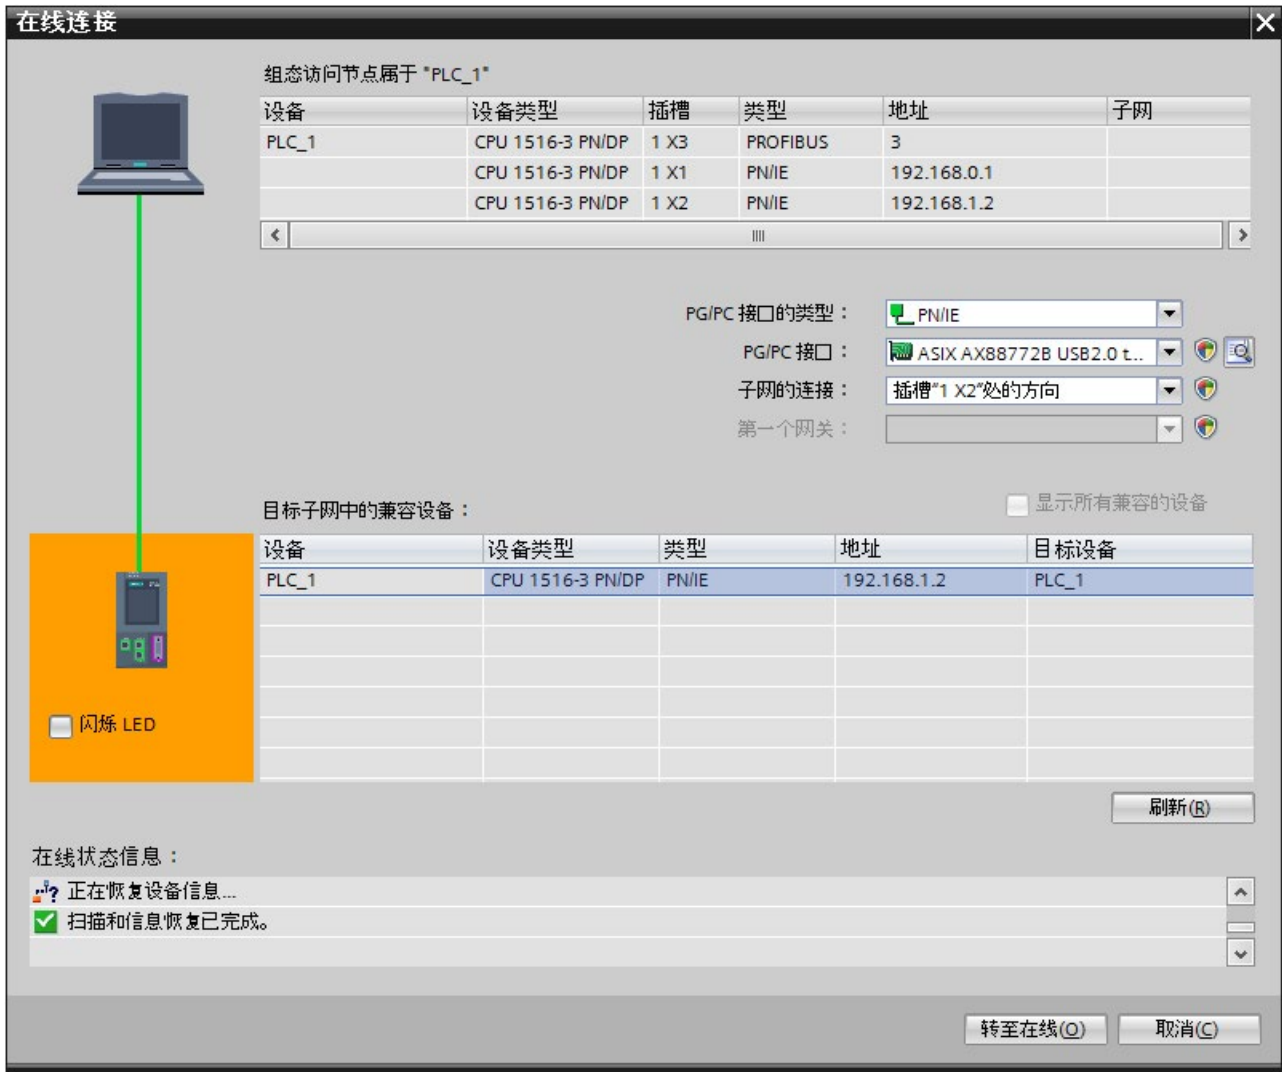 在线连接
组态访问节点属于 "PLC_1"
设备 设备类型 插槽 类型 地址 子网
PLC_1 CPU 1516-3 PN/DP 1 X3 PROFIBUS 3
CPU 1516-3 PN/DP 1 X1 PN/IE 192.168.0.1
CPU 1516-3 PN/DP 1 X2 PN/IE 192.168.1.2
PG/PC 接口的类型： PN/IE
PG/PC 接口： ASIX AX88772B USB2.0 t...
子网的连接： 插槽"1 X2"处的方向
第一个网关：
目标子网中的兼容设备： 显示所有兼容的设备
设备 设备类型 类型 地址 目标设备
PLC_1 CPU 1516-3 PN/DP PN/IE 192.168.1.2 PLC_1
闪烁 LED
刷新(R)
在线状态信息：
正在恢复设备信息...
扫描和信息恢复已完成。
转至在线(O) 取消(C)